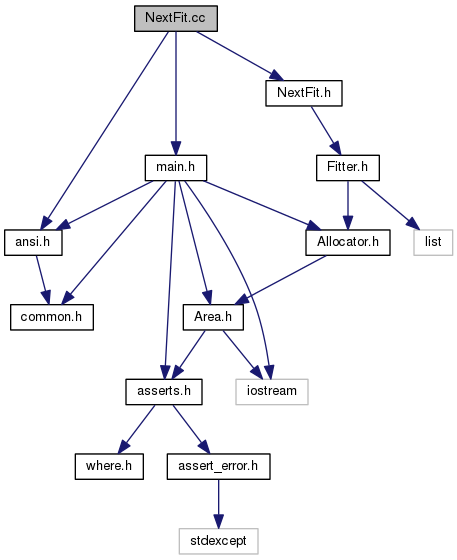 NextFit.cc
NextFit.h
main.h
Fitter.h
ansi.h
Allocator.h
list
common.h
Area.h
asserts.h
iostream
where.h
assert_error.h
stdexcept